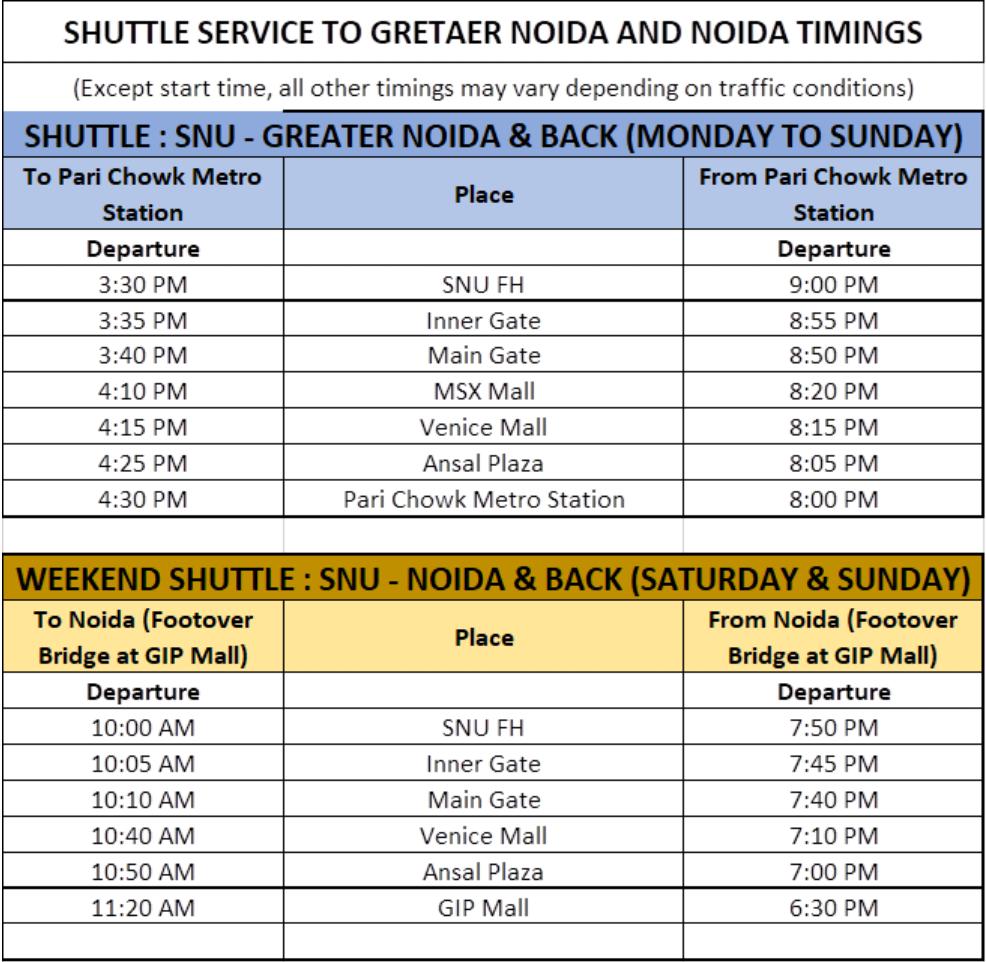 SHUTTLE SERVICE TO GRETAER NOIDA AND NOIDA TIMINGS
(Except start time, all other timings may vary depending on traffic conditions)
SHUTTLE : SNU - GREATER NOIDA & BACK (MONDAY TO SUNDAY)
To Pari Chowk Metro Station Place From Pari Chowk Metro Station
Departure Departure
3:30 PM SNU FH 9:00 PM
3:35 PM Inner Gate 8:55 PM
3:40 PM Main Gate 8:50 PM
4:10 PM MSX Mall 8:20 PM
4:15 PM Venice Mall 8:15 PM
4:25 PM Ansal Plaza 8:05 PM
4:30 PM Pari Chowk Metro Station 8:00 PM
WEEKEND SHUTTLE : SNU - NOIDA & BACK (SATURDAY & SUNDAY)
To Noida (Footover Bridge at GIP Mall) Place From Noida (Footover Bridge at GIP Mall)
Departure Departure
10:00 AM SNU FH 7:50 PM
10:05 AM Inner Gate 7:45 PM
10:10 AM Main Gate 7:40 PM
10:40 AM Venice Mall 7:10 PM
10:50 AM Ansal Plaza 7:00 PM
11:20 AM GIP Mall 6:30 PM